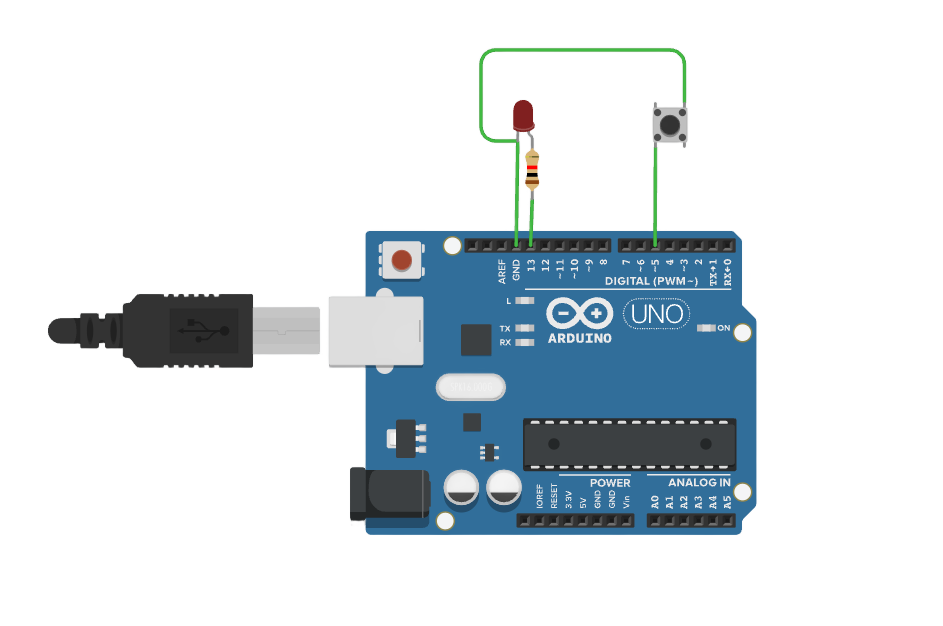 AREF
GND
13
12
~11
~10
~9
8
7
~6
~5
4
~3
2
TX→1
RX←0
DIGITAL (PWM~)
L
TX
RX
ARDUINO
UNO
ON
POWER
ANALOG IN
IOREF
RESET
3.3V
5V
GND
GND
Vin
A0
A1
A2
A3
A4
A5